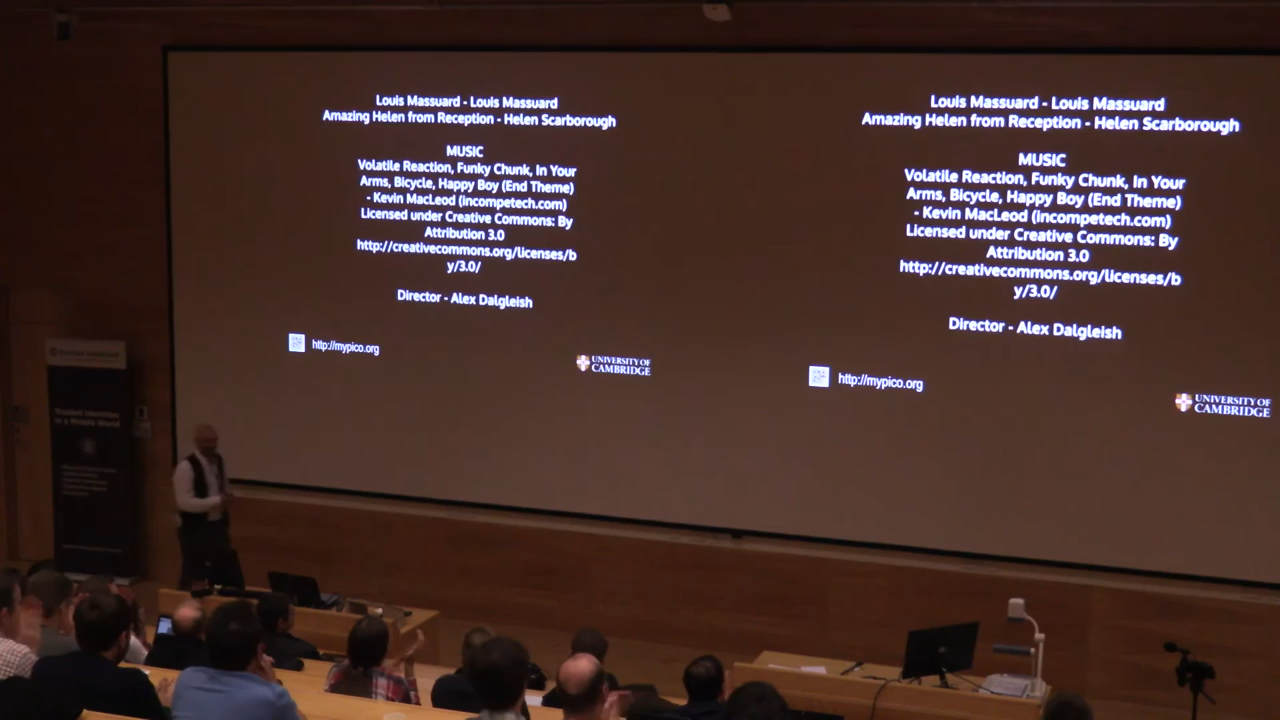 Louis Massuard - Louis Massuard
Amazing Helen from Reception - Helen Scarborough
MUSIC
Volatile Reaction, Funky Chunk, In Your
Arms, Bicycle, Happy Boy (End Theme)
- Kevin MacLeod (incompetech.com)
Licensed under Creative Commons: By
Attribution 3.0
http://creativecommons.org/licenses/b
y/3.0/
Director - Alex Dalgleish
http://mypico.org
UNIVERSITY OF
CAMBRIDGE
Louis Massuard - Louis Massuard
Amazing Helen from Reception - Helen Scarborough
MUSIC
Volatile Reaction, Funky Chunk, In Your
Arms, Bicycle, Happy Boy (End Theme)
- Kevin MacLeod (incompetech.com)
Licensed under Creative Commons: By
Attribution 3.0
http://creativecommons.org/licenses/b
y/3.0/
Director - Alex Dalgleish
http://mypico.org
UNIVERSITY OF
CAMBRIDGE
Trusted Identities
in a Mobile World